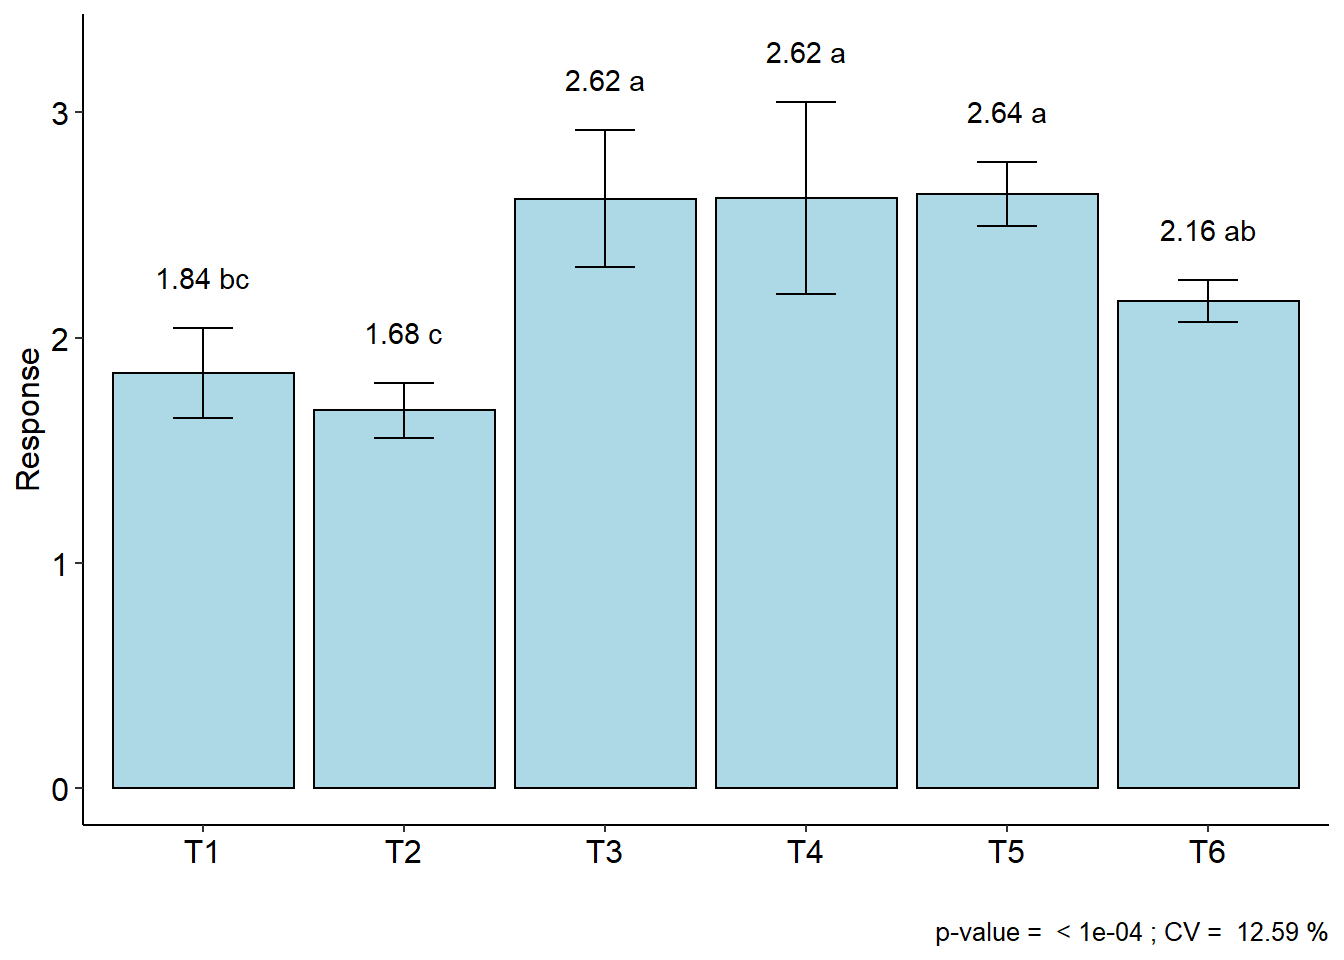 2.62 a
2.62 a
2.64 a
2.16 ab
1.84 bc
1.68 c
3
2
1
0
Response
T1 T2 T3 T4 T5 T6
p-value =  < 1e-04 ; CV =  12.59 %